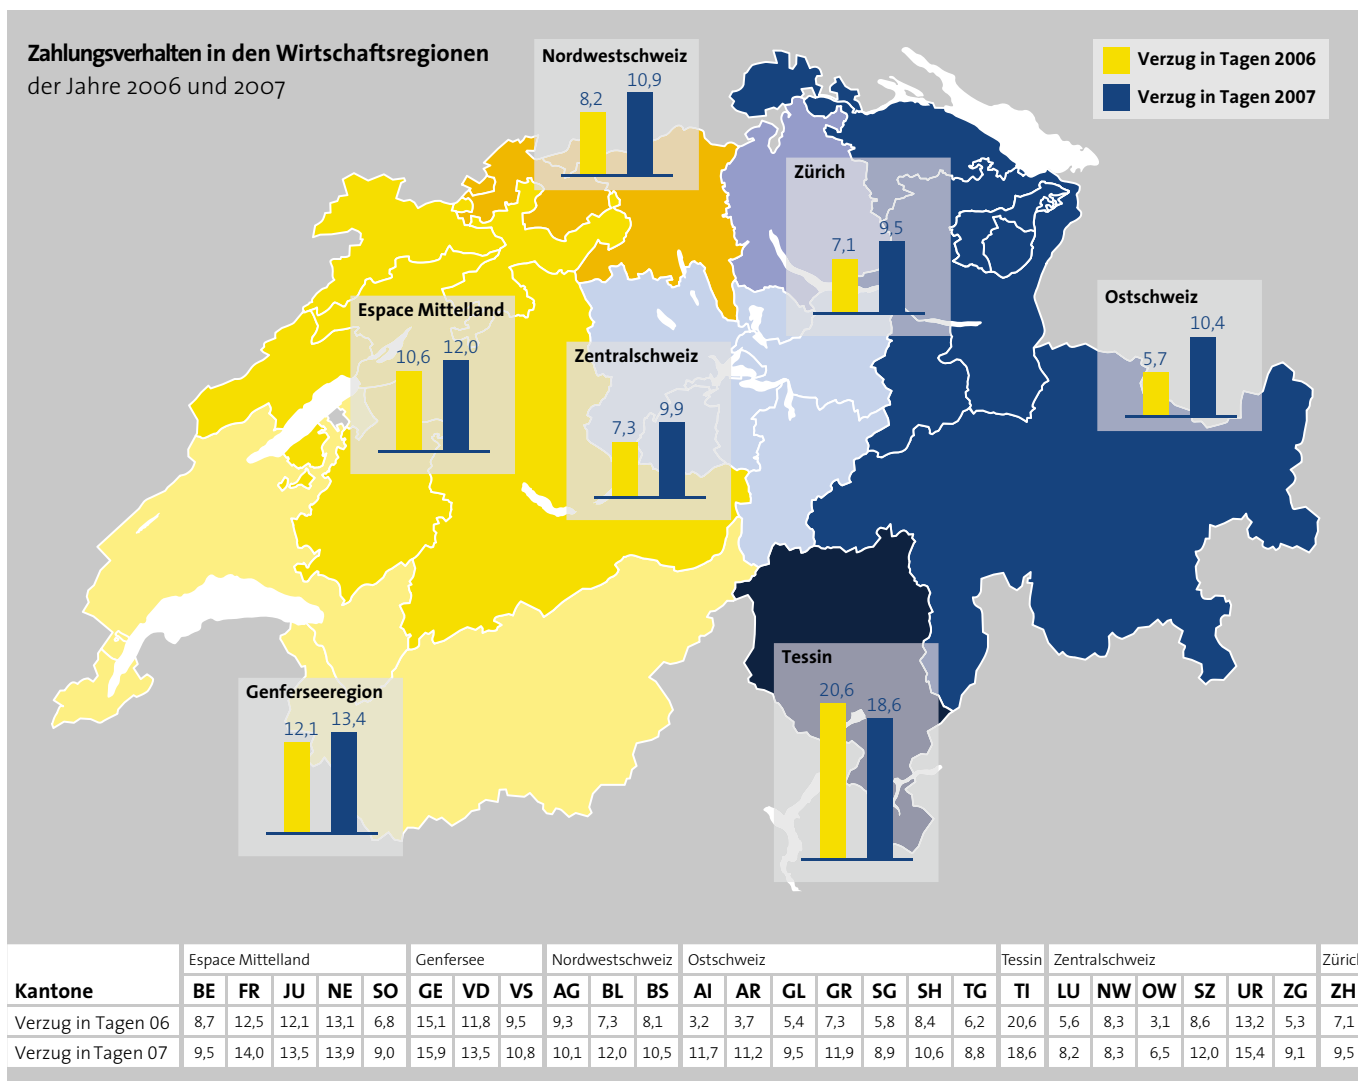 Zahlungsverhalten in den Wirtschaftsregionen
der Jahre 2006 und 2007
Verzug in Tagen 2006
Verzug in Tagen 2007
Nordwestschweiz
8,2 10,9
Zürich
7,1 9,5
Ostschweiz
5,7 10,4
Espace Mittelland
10,6 12,0
Zentralschweiz
7,3 9,9
Tessin
20,6 18,6
Genferseeregion
12,1 13,4
Espace Mittelland Genfersee Nordwestschweiz Ostschweiz Tessin Zentralschweiz Zürich
Kantone BE FR JU NE SO GE VD VS AG BL BS AI AR GL GR SG SH TG TI LU NW OW SZ UR ZG ZH
Verzug in Tagen 06 8,7 12,5 12,1 13,1 6,8 15,1 11,8 9,5 9,3 7,3 8,1 3,2 3,7 5,4 7,3 5,8 8,4 6,2 20,6 5,6 8,3 3,1 8,6 13,2 5,3 7,1
Verzug in Tagen 07 9,5 14,0 13,5 13,9 9,0 15,9 13,5 10,8 10,1 12,0 10,5 11,7 11,2 9,5 11,9 8,9 10,6 8,8 18,6 8,2 8,3 6,5 12,0 15,4 9,1 9,5